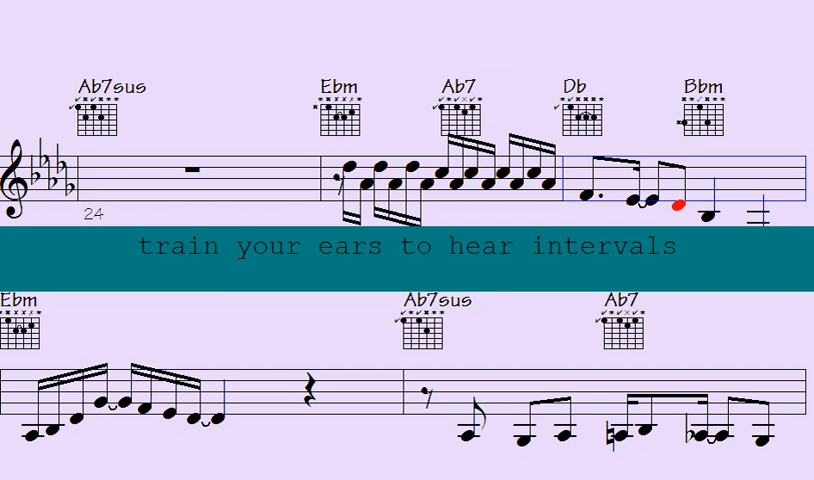 Ab7sus Ebm Ab7 Db Bbm
24
train your ears to hear intervals
Ebm Ab7sus Ab7